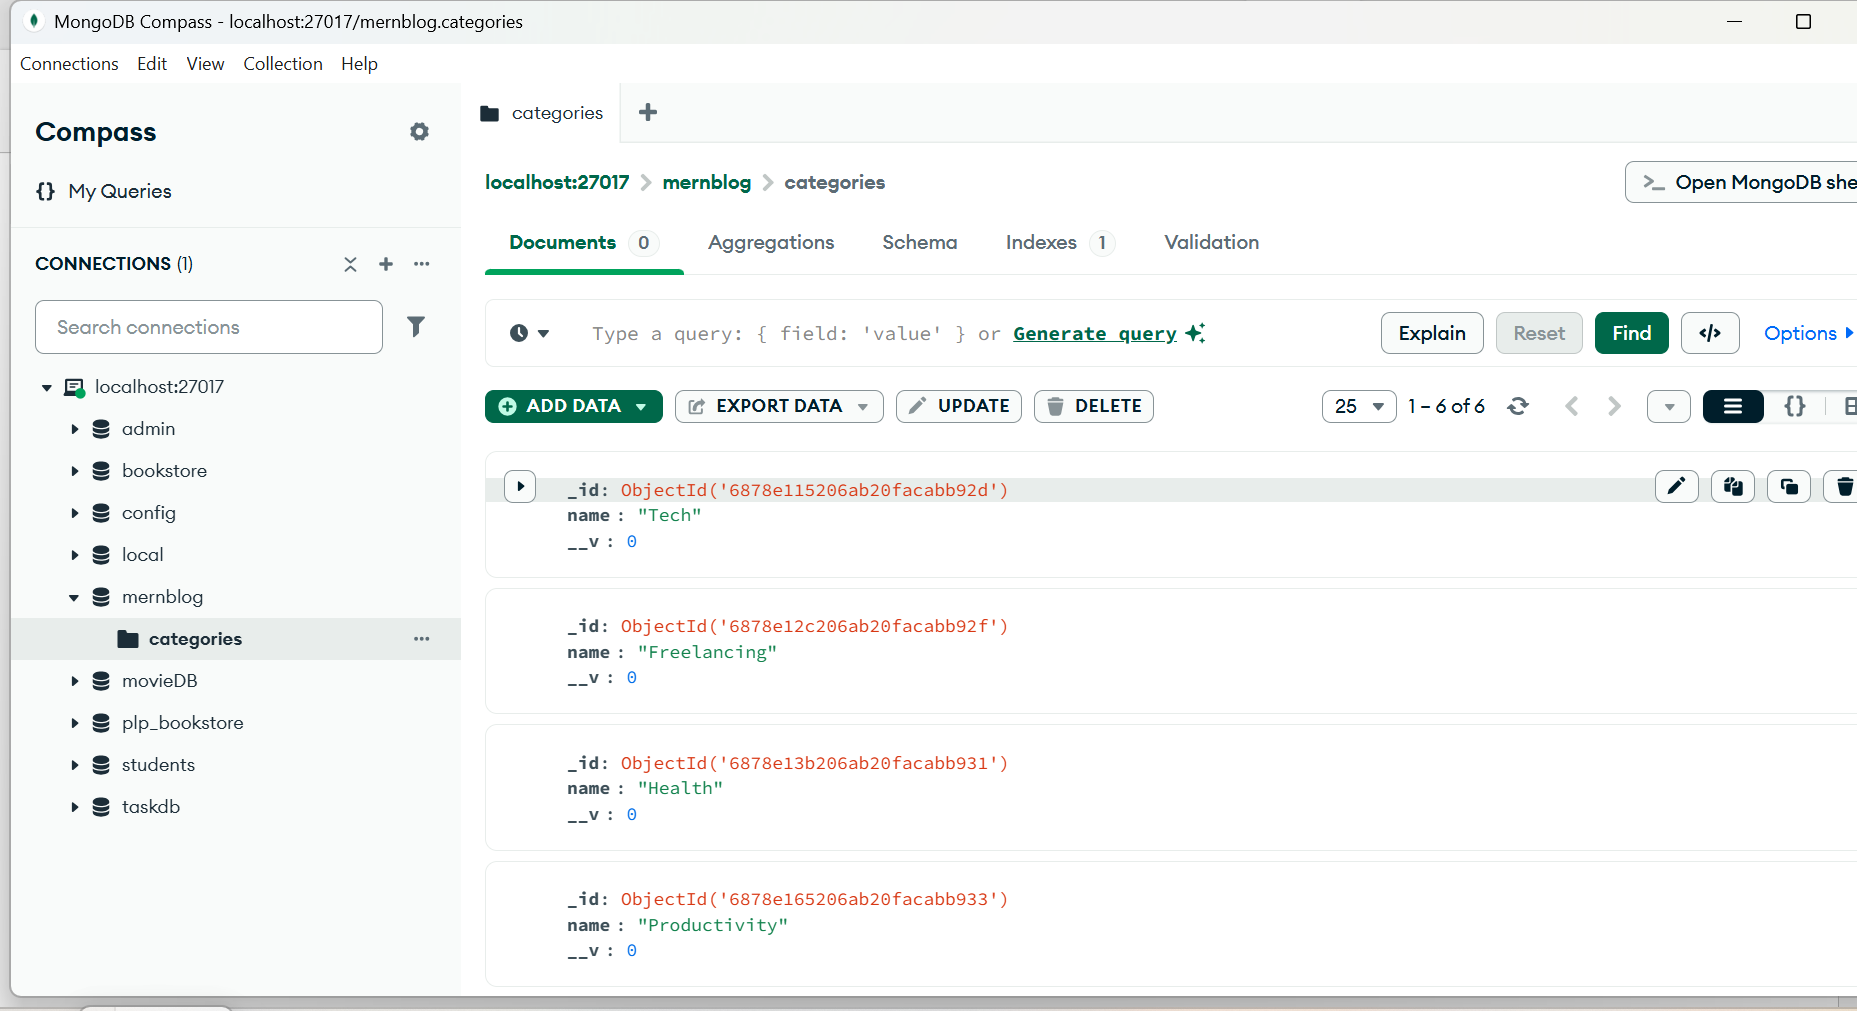 MongoDB Compass - localhost:27017/mernblog.categories
Connections Edit View Collection Help
Compass
{} My Queries
CONNECTIONS (1)
Search connections
localhost:27017
admin
bookstore
config
local
mernblog
categories
movieDB
plp_bookstore
students
taskdb
categories
localhost:27017 > mernblog > categories
>_ Open MongoDB she
Documents 0 Aggregations Schema Indexes 1 Validation
Type a query: { field: 'value' } or Generate query
Explain Reset Find </> Options
ADD DATA EXPORT DATA UPDATE DELETE
25 1 – 6 of 6 {}
_id: ObjectId('6878e115206ab20facabb92d')
name : "Tech"
__v : 0
_id: ObjectId('6878e12c206ab20facabb92f')
name : "Freelancing"
__v : 0
_id: ObjectId('6878e13b206ab20facabb931')
name : "Health"
__v : 0
_id: ObjectId('6878e165206ab20facabb933')
name : "Productivity"
__v : 0